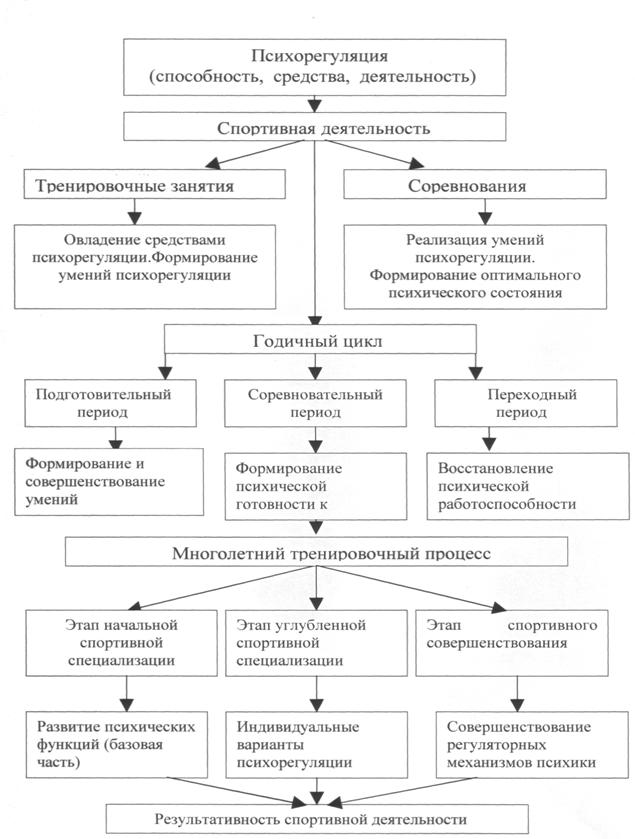 Психорегуляция
(способность, средства, деятельность)
Спортивная деятельность
Тренировочные занятия
Соревнования
Овладение средствами
психорегуляции.Формирование
умений психорегуляции
Реализация умений
психорегуляции.
Формирование оптимального
психического состояния
Годичный цикл
Подготовительный
период
Соревновательный
период
Переходный
период
Формирование и
совершенствование
умений
Формирование
психической
готовности к
Восстановление
психической
работоспособности
Многолетний тренировочный процесс
Этап начальной
спортивной
специализации
Этап углубленной
спортивной
специализации
Этап спортивного
совершенствования
Развитие психических
функций (базовая
часть)
Индивидуальные
варианты
психорегуляции
Совершенствование
регуляторных
механизмов психики
Результативность спортивной деятельности